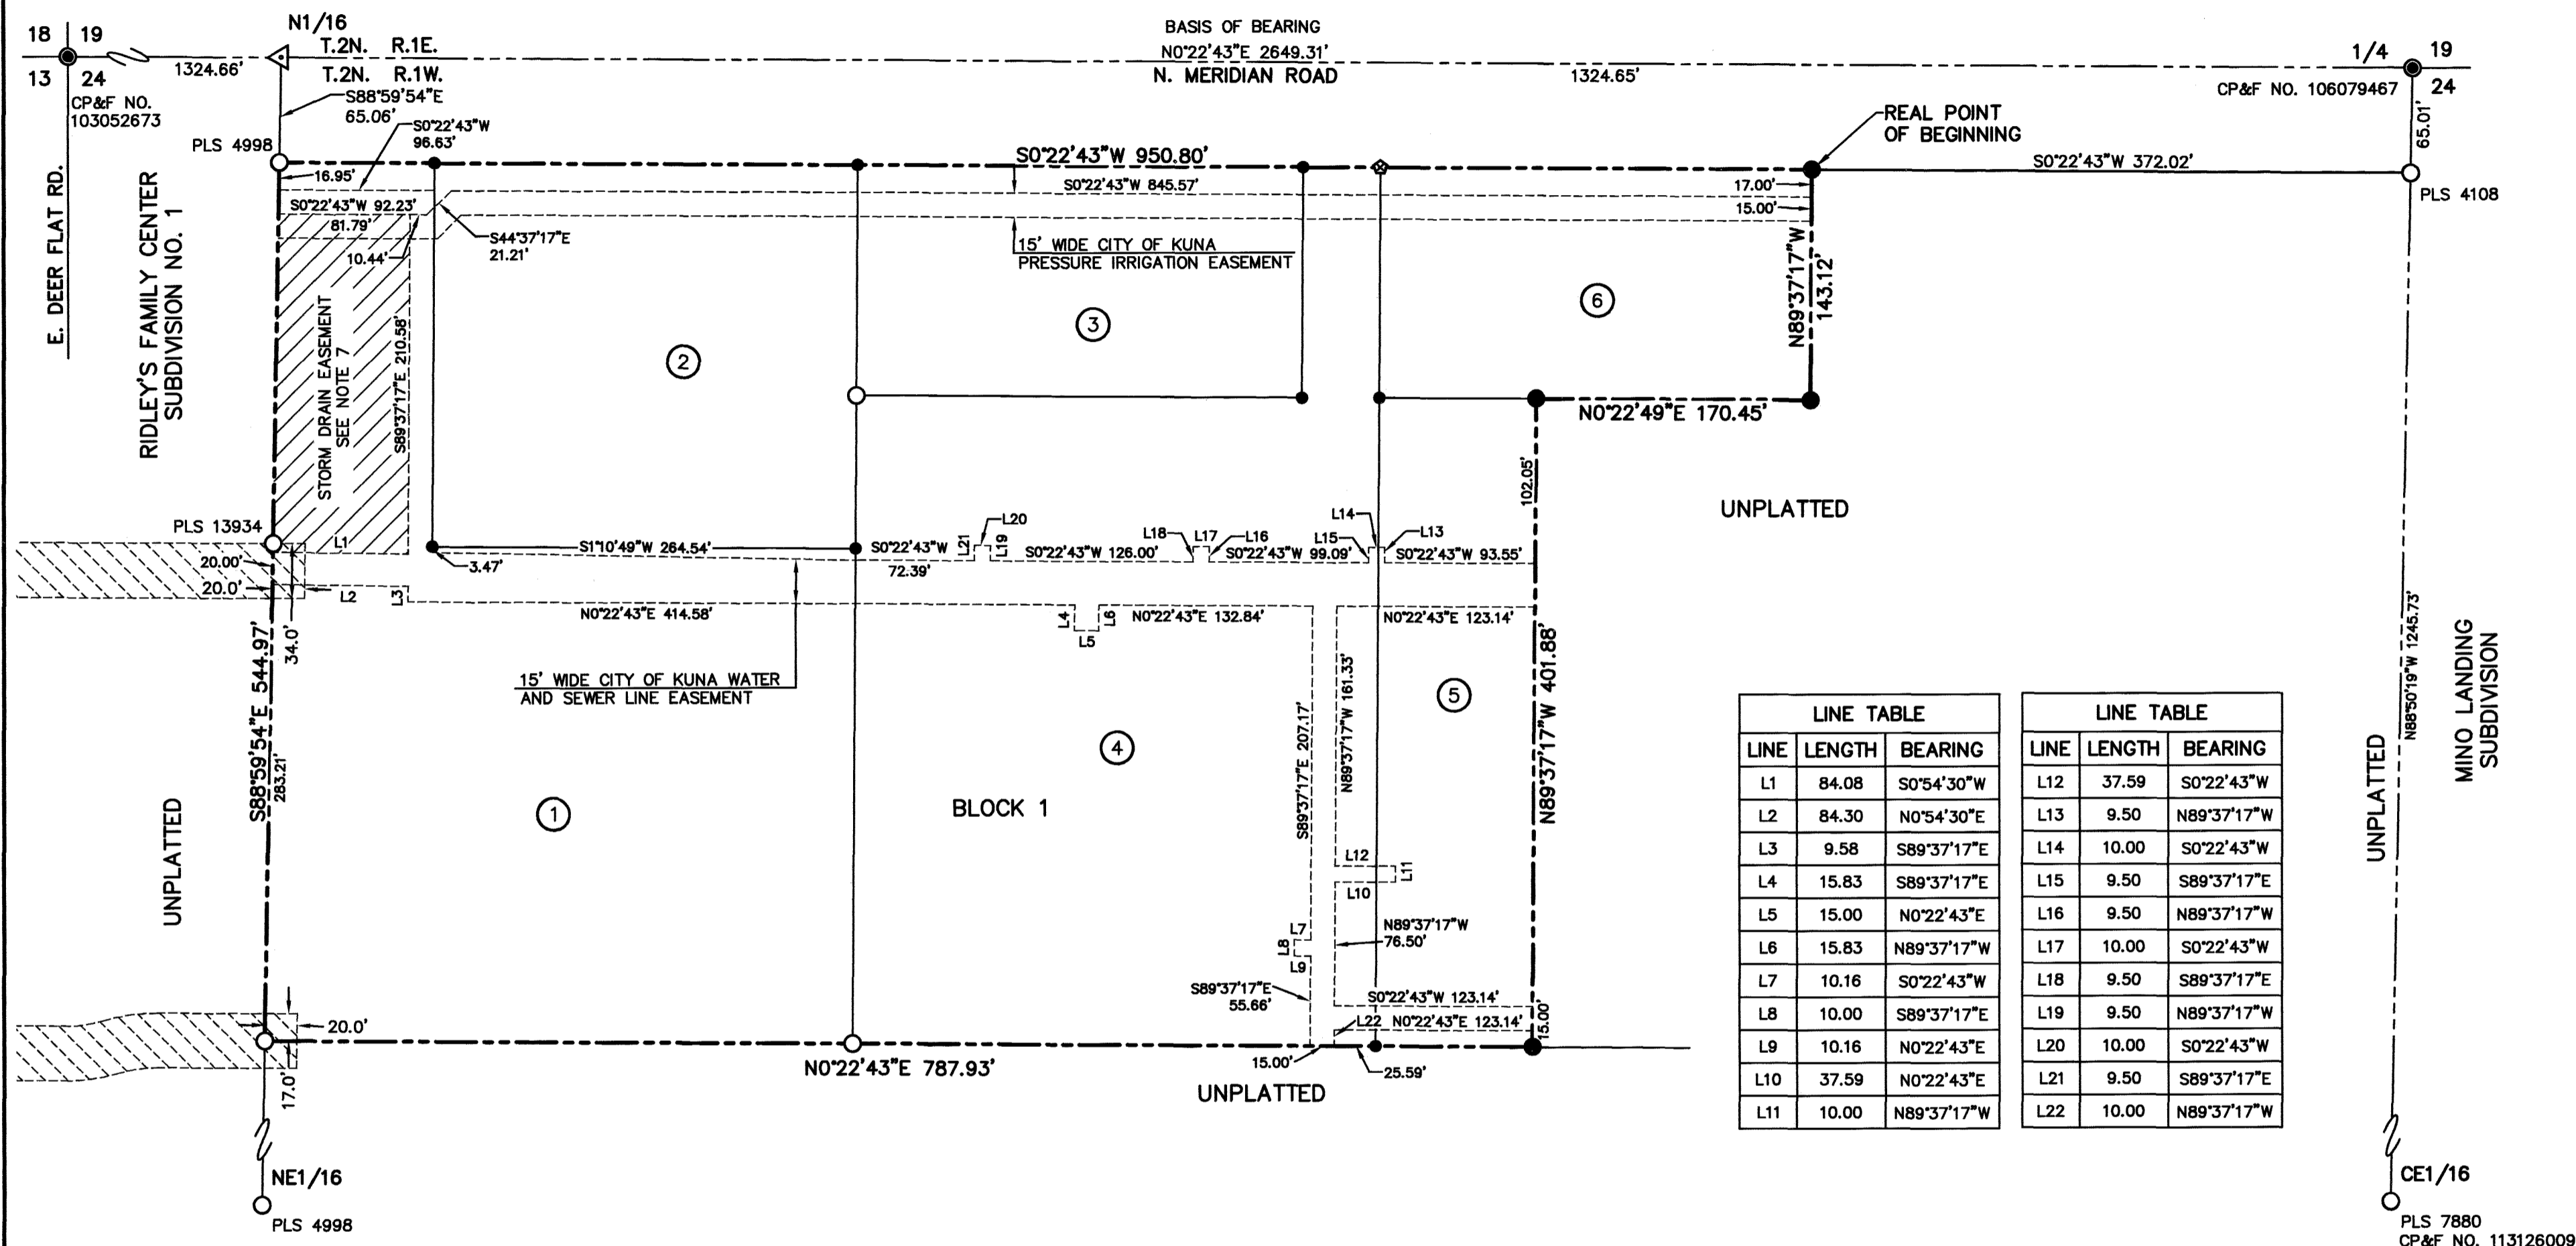 BASIS OF BEARING
N0°22'43"E 2649.31'
N. MERIDIAN ROAD
18 19
13 24
CP&F NO.
103052673
1324.66'
N1/16
T.2N. R.1E.
T.2N. R.1W.
S88°59'54"E
65.06'
S0°22'43"W
96.63'
1324.65'
1/4 19
CP&F NO. 106079467 24
65.01'
PLS 4108
REAL POINT
OF BEGINNING
S0°22'43"W 372.02'
E. DEER FLAT RD.
RIDLEY'S FAMILY CENTER
SUBDIVISION NO. 1
PLS 4998
16.95'
S0°22'43"W 950.80'
S0°22'43"W 845.57'
17.00'
15.00'
S0°22'43"W 92.23'
81.79'
10.44'
S44°37'17"E
21.21'
15' WIDE CITY OF KUNA
PRESSURE IRRIGATION EASEMENT
N89°37'17"W
143.12'
STORM DRAIN EASEMENT
SEE NOTE 7
S89°37'17"E 210.58'
2
3
6
N0°22'49"E 170.45'
102.05'
UNPLATTED
PLS 13934
L1
20.00'
20.0'
L2
L3
34.0'
S1°10'49"W 264.54'
3.47'
S0°22'43"W
72.39'
L21
L20
L19
S0°22'43"W 126.00'
L18
L17
L16
S0°22'43"W 99.09'
L15
L14
L13
S0°22'43"W 93.55'
N0°22'43"E 414.58'
L4
L5
L6
N0°22'43"E 132.84'
N0°22'43"E 123.14'
15' WIDE CITY OF KUNA WATER
AND SEWER LINE EASEMENT
S88°59'54"E 544.97'
283.21'
UNPLATTED
1
BLOCK 1
4
5
S89°37'17"E 207.17'
N89°37'17"W 161.33'
N89°37'17"W 401.88'
L12
L11
L10
N89°37'17"W
76.50'
L7
L8
L9
S89°37'17"E
55.66'
S0°22'43"W 123.14'
L22 N0°22'43"E 123.14'
15.00'
15.00'
25.59'
20.0'
17.0'
N0°22'43"E 787.93'
UNPLATTED
NE1/16
PLS 4998
LINE TABLE
LINE LENGTH BEARING
L1 84.08 S0°54'30"W
L2 84.30 N0°54'30"E
L3 9.58 S89°37'17"E
L4 15.83 S89°37'17"E
L5 15.00 N0°22'43"E
L6 15.83 N89°37'17"W
L7 10.16 S0°22'43"W
L8 10.00 S89°37'17"E
L9 10.16 N0°22'43"E
L10 37.59 N0°22'43"E
L11 10.00 N89°37'17"W
LINE TABLE
LINE LENGTH BEARING
L12 37.59 S0°22'43"W
L13 9.50 N89°37'17"W
L14 10.00 S0°22'43"W
L15 9.50 S89°37'17"E
L16 9.50 N89°37'17"W
L17 10.00 S0°22'43"W
L18 9.50 S89°37'17"E
L19 9.50 N89°37'17"W
L20 10.00 S0°22'43"W
L21 9.50 S89°37'17"E
L22 10.00 N89°37'17"W
UNPLATTED
N88°50'19"W 1245.73'
MINO LANDING
SUBDIVISION
CE1/16
PLS 7880
CP&F NO. 113126009